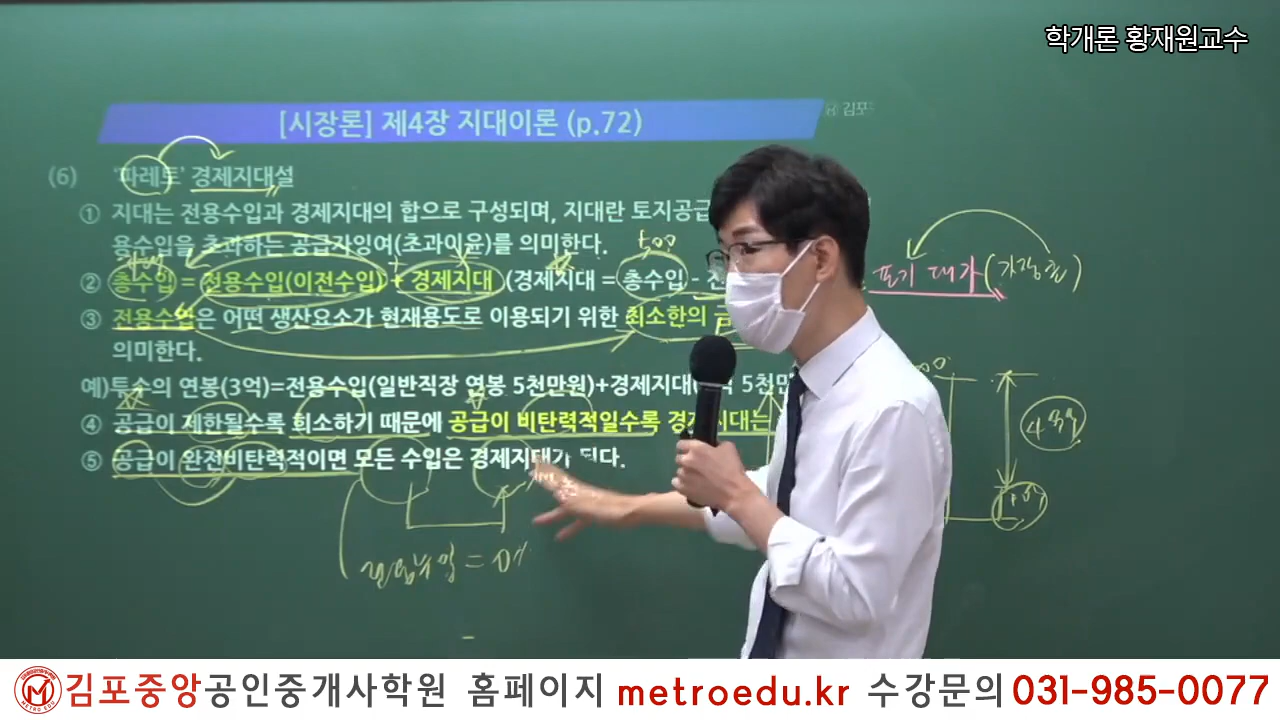 학개론 황재원교수
[시장론] 제4장 지대이론 (p.72)
김포
(6) '파레토' 경제지대설
① 지대는 전용수입과 경제지대의 합으로 구성되며, 지대란 토지공급
용수입을 초과하는 공급자잉여(초과이윤)를 의미한다.
② 총수입 = 전용수입(이전수입) + 경제지대 (경제지대 = 총수입 -
포기 대가
③ 전용수입은 어떤 생산요소가 현재용도로 이용되기 위한 최소한의
의미한다.
예)투수의 연봉(3억)=전용수입(일반직장 연봉 5천만원)+경제지대( 5천만
④ 공급이 제한될수록 희소하기 때문에 공급이 비탄력적일수록 경제지대는
⑤ 공급이 완전비탄력적이면 모든 수입은 경제지대가 된다.
김포중앙공인중개사학원 홈페이지 metroedu.kr 수강문의 031-985-0077